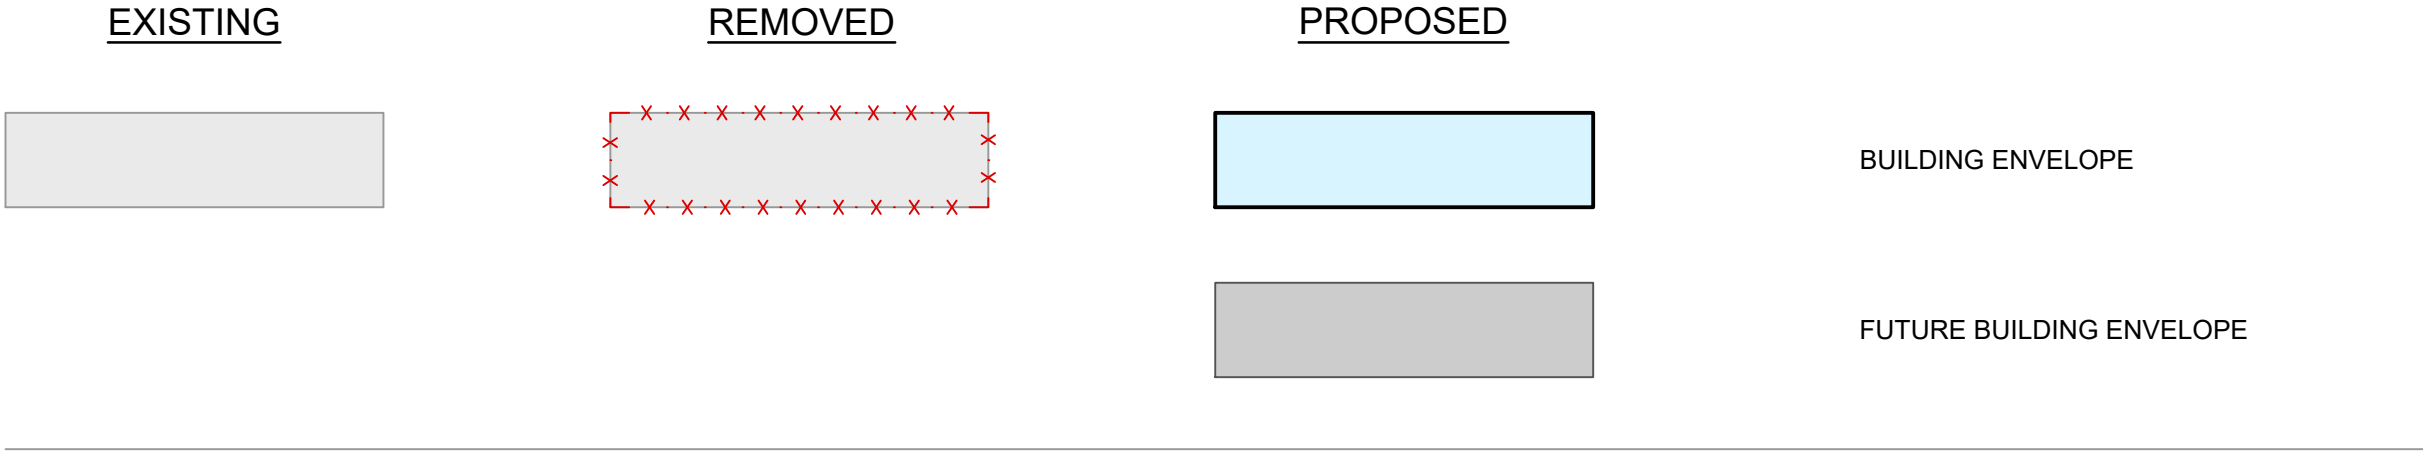 EXISTING
REMOVED
PROPOSED
BUILDING ENVELOPE
FUTURE BUILDING ENVELOPE